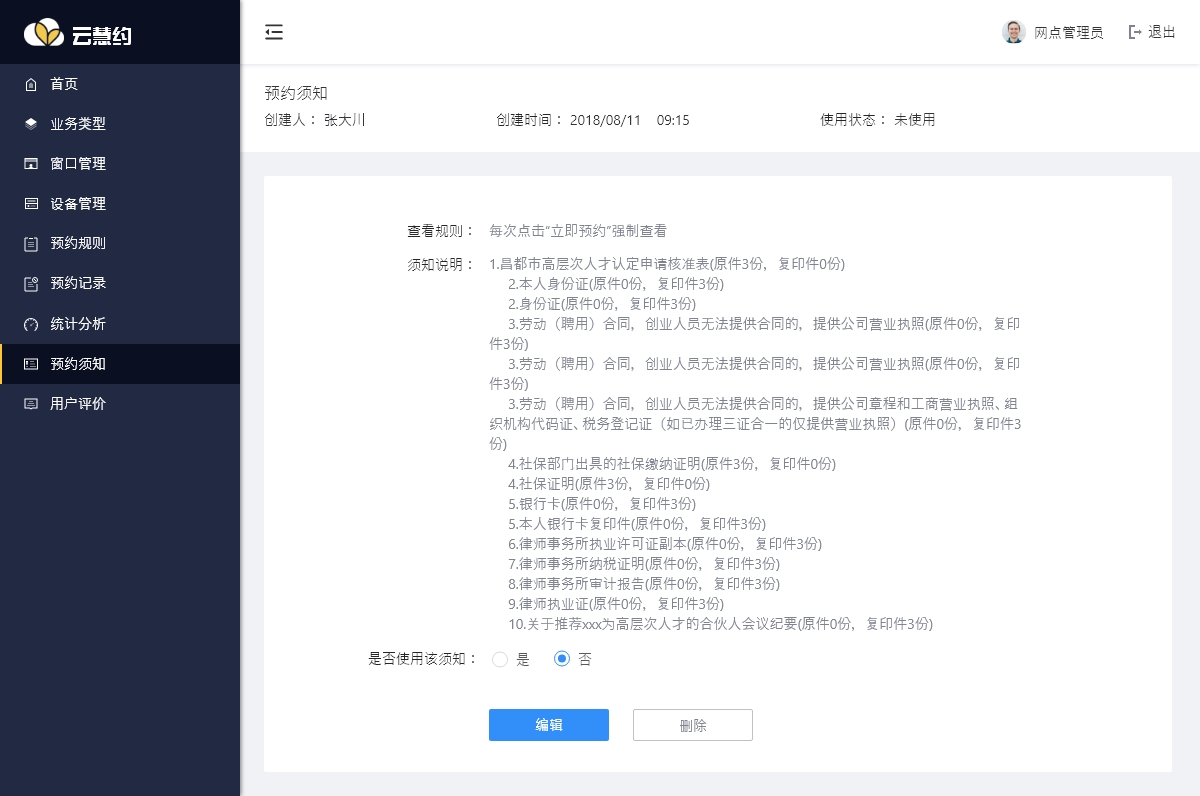 云慧约
网点管理员
退出
首页
业务类型
窗口管理
设备管理
预约规则
预约记录
统计分析
预约须知
用户评价
预约须知
创建人： 张大川
创建时间： 2018/08/11 09:15
使用状态： 未使用
查看规则： 每次点击“立即预约”强制查看
须知说明： 1.昌都市高层次人才认定申请核准表(原件3份，复印件0份)
2.本人身份证(原件0份，复印件3份)
2.身份证(原件0份，复印件3份)
3.劳动（聘用）合同，创业人员无法提供合同的，提供公司营业执照(原件0份，复印
件3份)
3.劳动（聘用）合同，创业人员无法提供合同的，提供公司营业执照(原件0份，复印
件3份)
3.劳动（聘用）合同，创业人员无法提供合同的，提供公司章程和工商营业执照、组
织机构代码证、税务登记证（如已办理三证合一的仅提供营业执照）(原件0份，复印件3
份)
4.社保部门出具的社保缴纳证明(原件3份，复印件0份)
4.社保证明(原件3份，复印件0份)
5.银行卡(原件0份，复印件3份)
5.本人银行卡复印件(原件0份，复印件3份)
6.律师事务所执业许可证副本(原件0份，复印件3份)
7.律师事务所纳税证明(原件0份，复印件3份)
8.律师事务所审计报告(原件0份，复印件3份)
9.律师执业证(原件0份，复印件3份)
10.关于推荐xxx为高层次人才的合伙人会议纪要(原件0份，复印件3份)
是否使用该须知： 是 否
编辑
删除